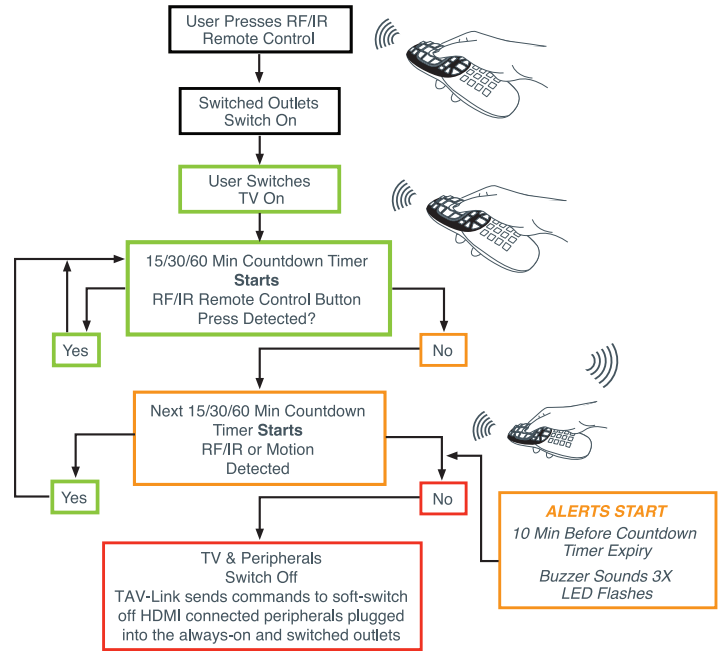 User Presses RF/IR
Remote Control
Switched Outlets
Switch On
User Switches
TV On
15/30/60 Min Countdown Timer
Starts
RF/IR Remote Control Button
Press Detected?
Yes
No
Next 15/30/60 Min Countdown
Timer Starts
RF/IR or Motion
Detected
Yes
No
ALERTS START
10 Min Before Countdown
Timer Expiry
Buzzer Sounds 3X
LED Flashes
TV & Peripherals
Switch Off
TAV-Link sends commands to soft-switch
off HDMI connected peripherals plugged
into the always-on and switched outlets